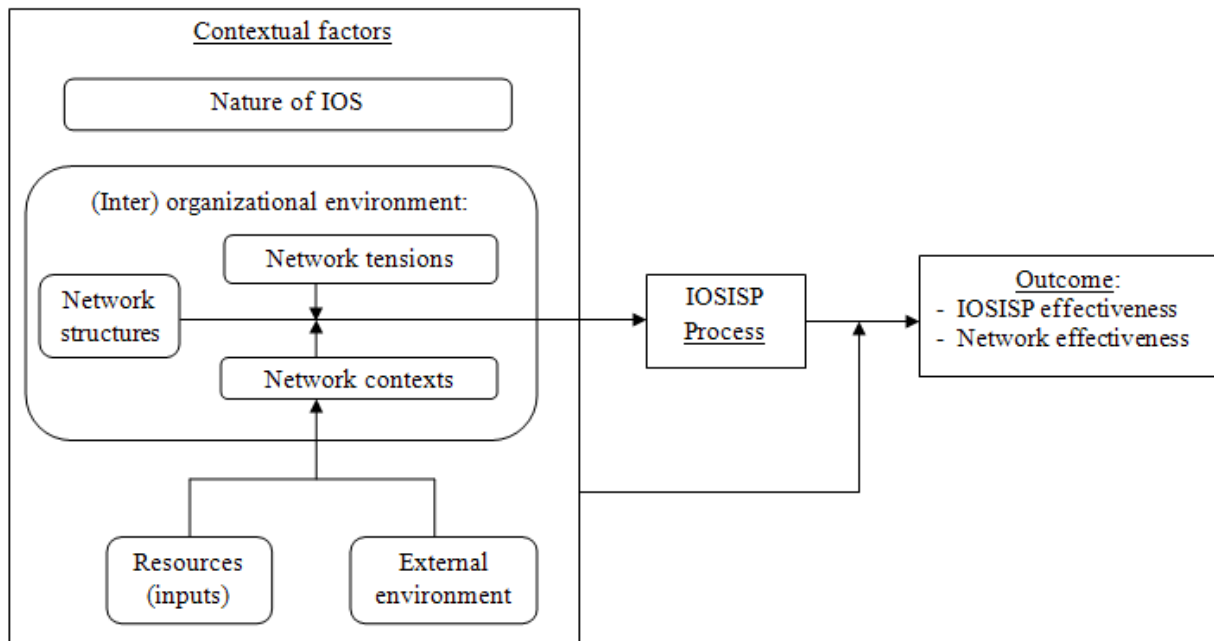 Contextual factors
Nature of IOS
(Inter) organizational environment:
Network tensions
Network
structures
Network contexts
Resources
(inputs)
External
environment
IOSISP
Process
Outcome:
- IOSISP effectiveness
- Network effectiveness